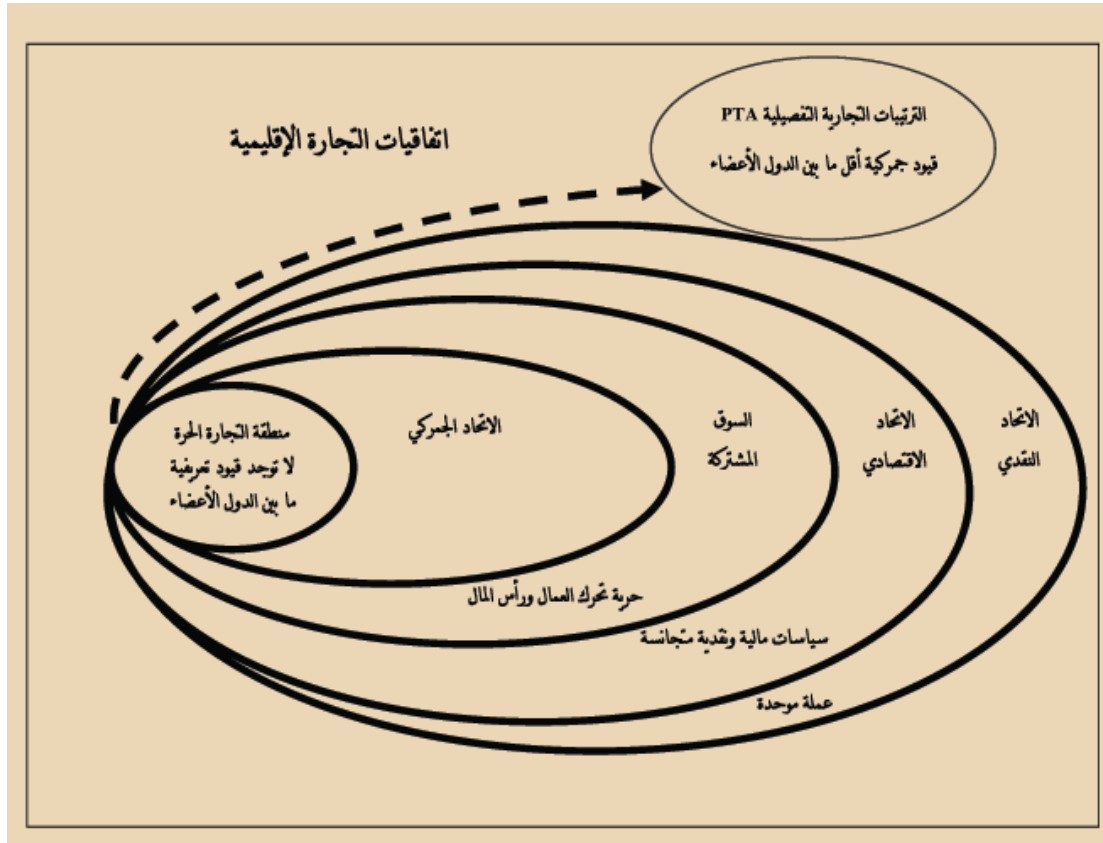 الترتيبات التجارية التفصيلية PTA
قيود جمركية أقل ما بين الدول الأعضاء
اتفاقيات التجارة الإقليمية
منطقة التجارة الحرة
لا توجد قيود تعريفية
ما بين الدول الأعضاء
الاتحاد الجمركي
السوق
المشتركة
الاتحاد
الاقتصادي
الاتحاد
النقدي
حرية تحرك العمال ورأس المال
سياسات مالية ونقدية متجانسة
عملة موحدة